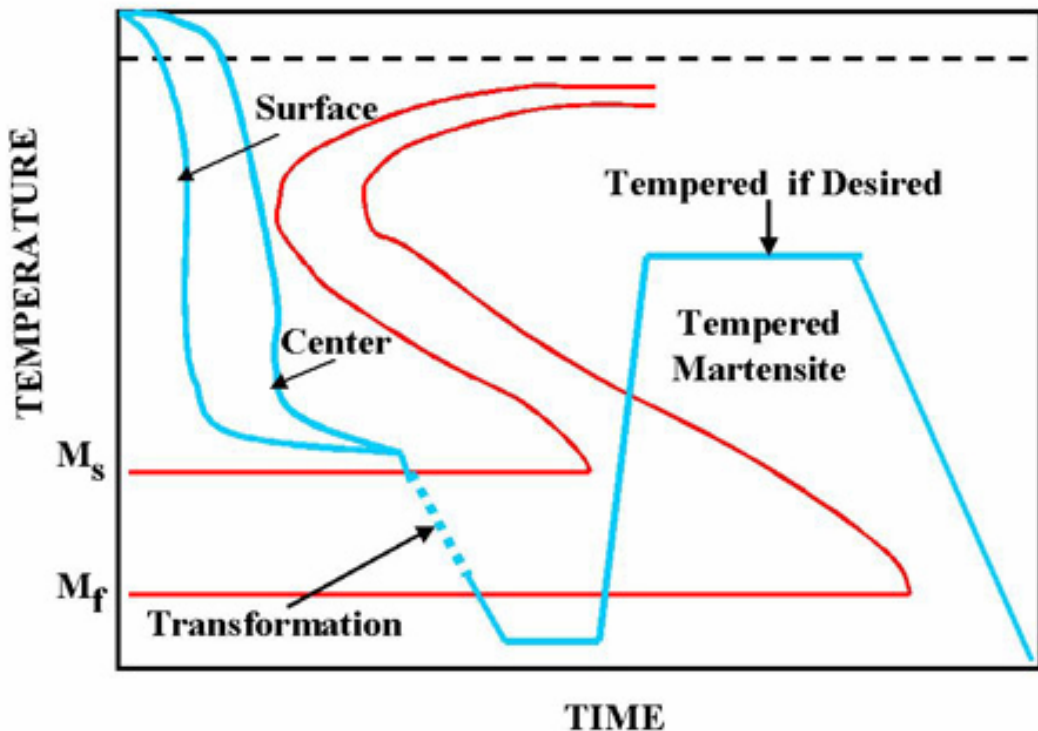 TEMPERATURE
Surface
Tempered if Desired
Tempered
Martensite
Center
Ms
Mf
Transformation
TIME